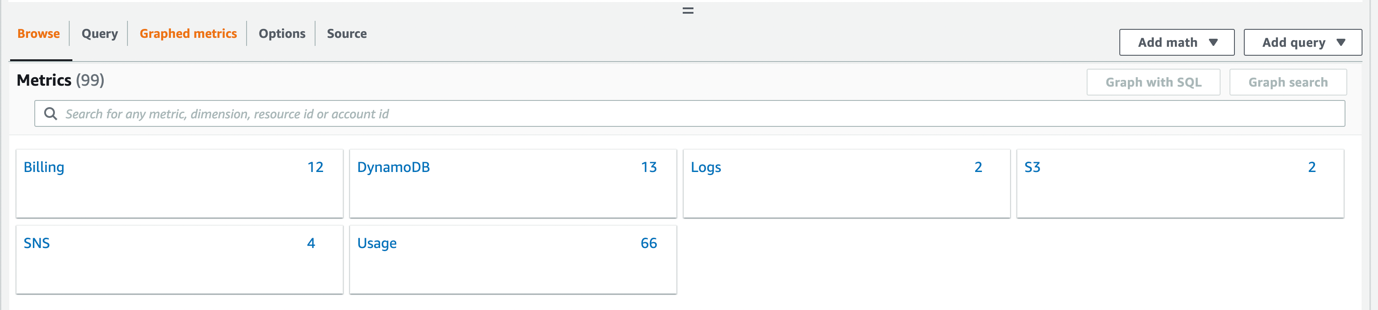 Browse Query Graphed metrics Options Source
Add math Add query
Metrics (99)
Graph with SQL Graph search
Search for any metric, dimension, resource id or account id
Billing 12 DynamoDB 13 Logs 2 S3 2
SNS 4 Usage 66